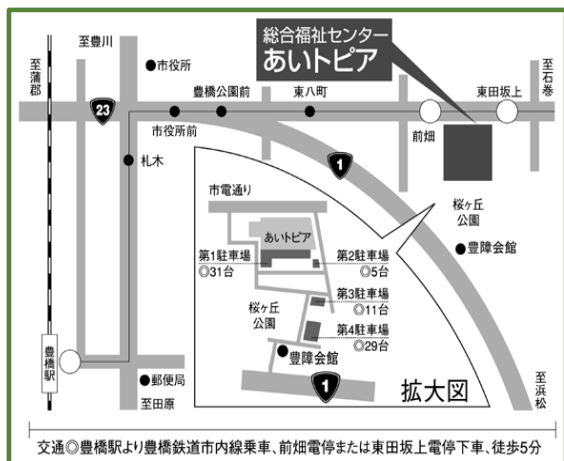 総合福祉センター
あいトピア
至豊川
市役所
至蒲郡
23
豊橋公園前
東八町
東田坂上
至石巻
市役所前
前畑
札木
1
桜ヶ丘
公園
豊障会館
市電通り
あいトピア
第1駐車場
◎31台
第2駐車場
◎5台
第3駐車場
◎11台
桜ヶ丘
公園
第4駐車場
◎29台
豊障会館
1
拡大図
豊橋駅
郵便局
至田原
至浜松
交通◎豊橋駅より豊橋鉄道市内線乗車、前畑電停または東田坂上電停下車、徒歩5分